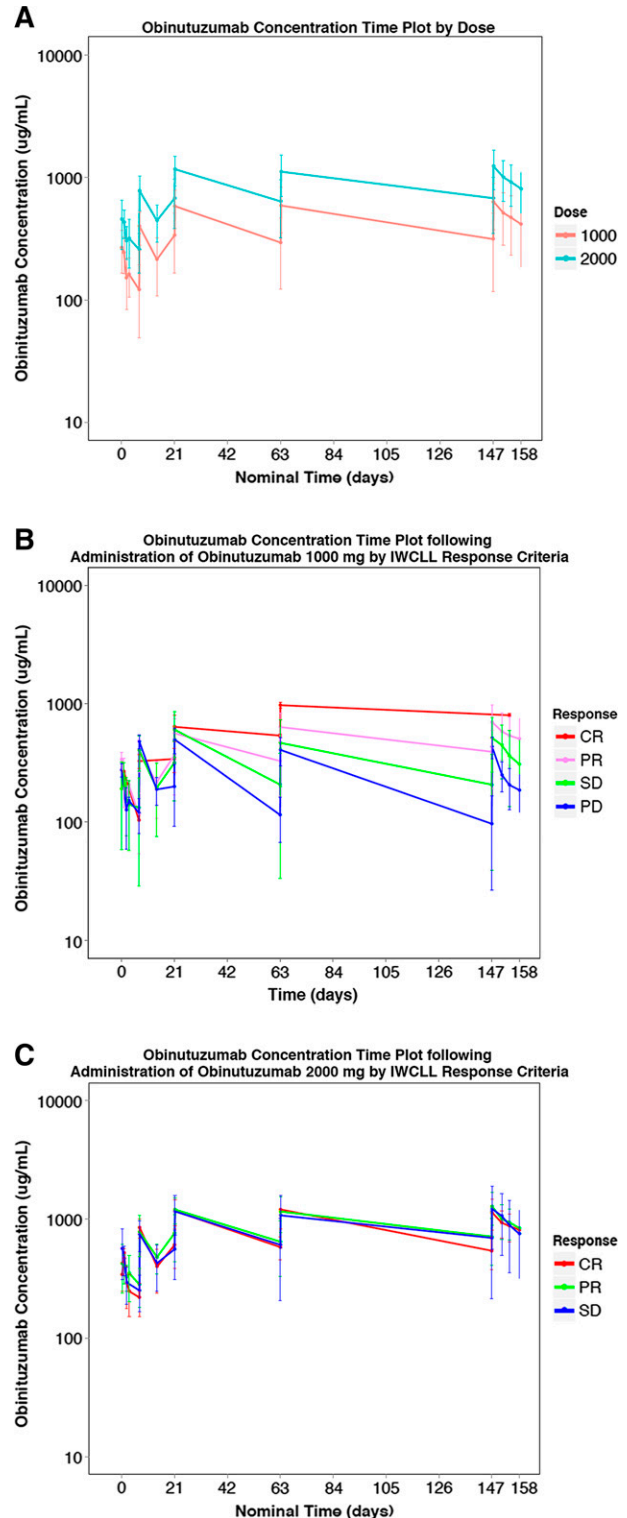 A
Obinutuzumab Concentration Time Plot by Dose
Obinituzumab Concentration (ug/mL)
10000
1000
100
10
0 21 42 63 84 105 126 147 158
Nominal Time (days)
Dose
1000
2000
B
Obinutuzumab Concentration Time Plot following
Administration of Obinutuzumab 1000 mg by IWCLL Response Criteria
Obinituzumab Concentration (ug/mL)
10000
1000
100
10
0 21 42 63 84 105 126 147 158
Time (days)
Response
CR
PR
SD
PD
C
Obinutuzumab Concentration Time Plot following
Administration of Obinutuzumab 2000 mg by IWCLL Response Criteria
Obinituzumab Concentration (ug/mL)
10000
1000
100
10
0 21 42 63 84 105 126 147 158
Nominal Time (days)
Response
CR
PR
SD